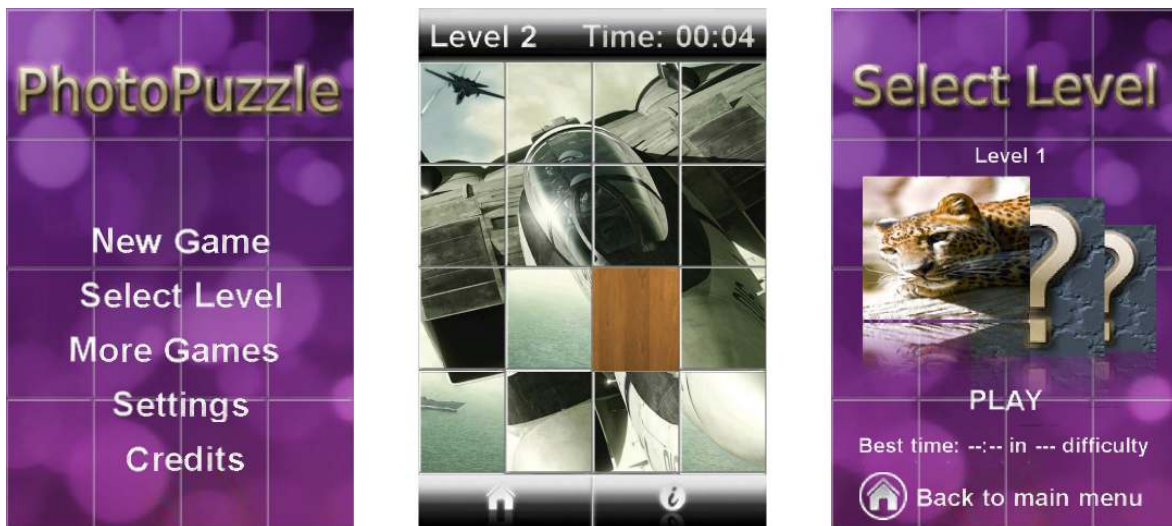 PhotoPuzzle
New Game
Select Level
More Games
Settings
Credits
Level 2 Time: 00:04
i
Select Level
Level 1
? ?
PLAY
Best time: --:-- in --- difficulty
Back to main menu